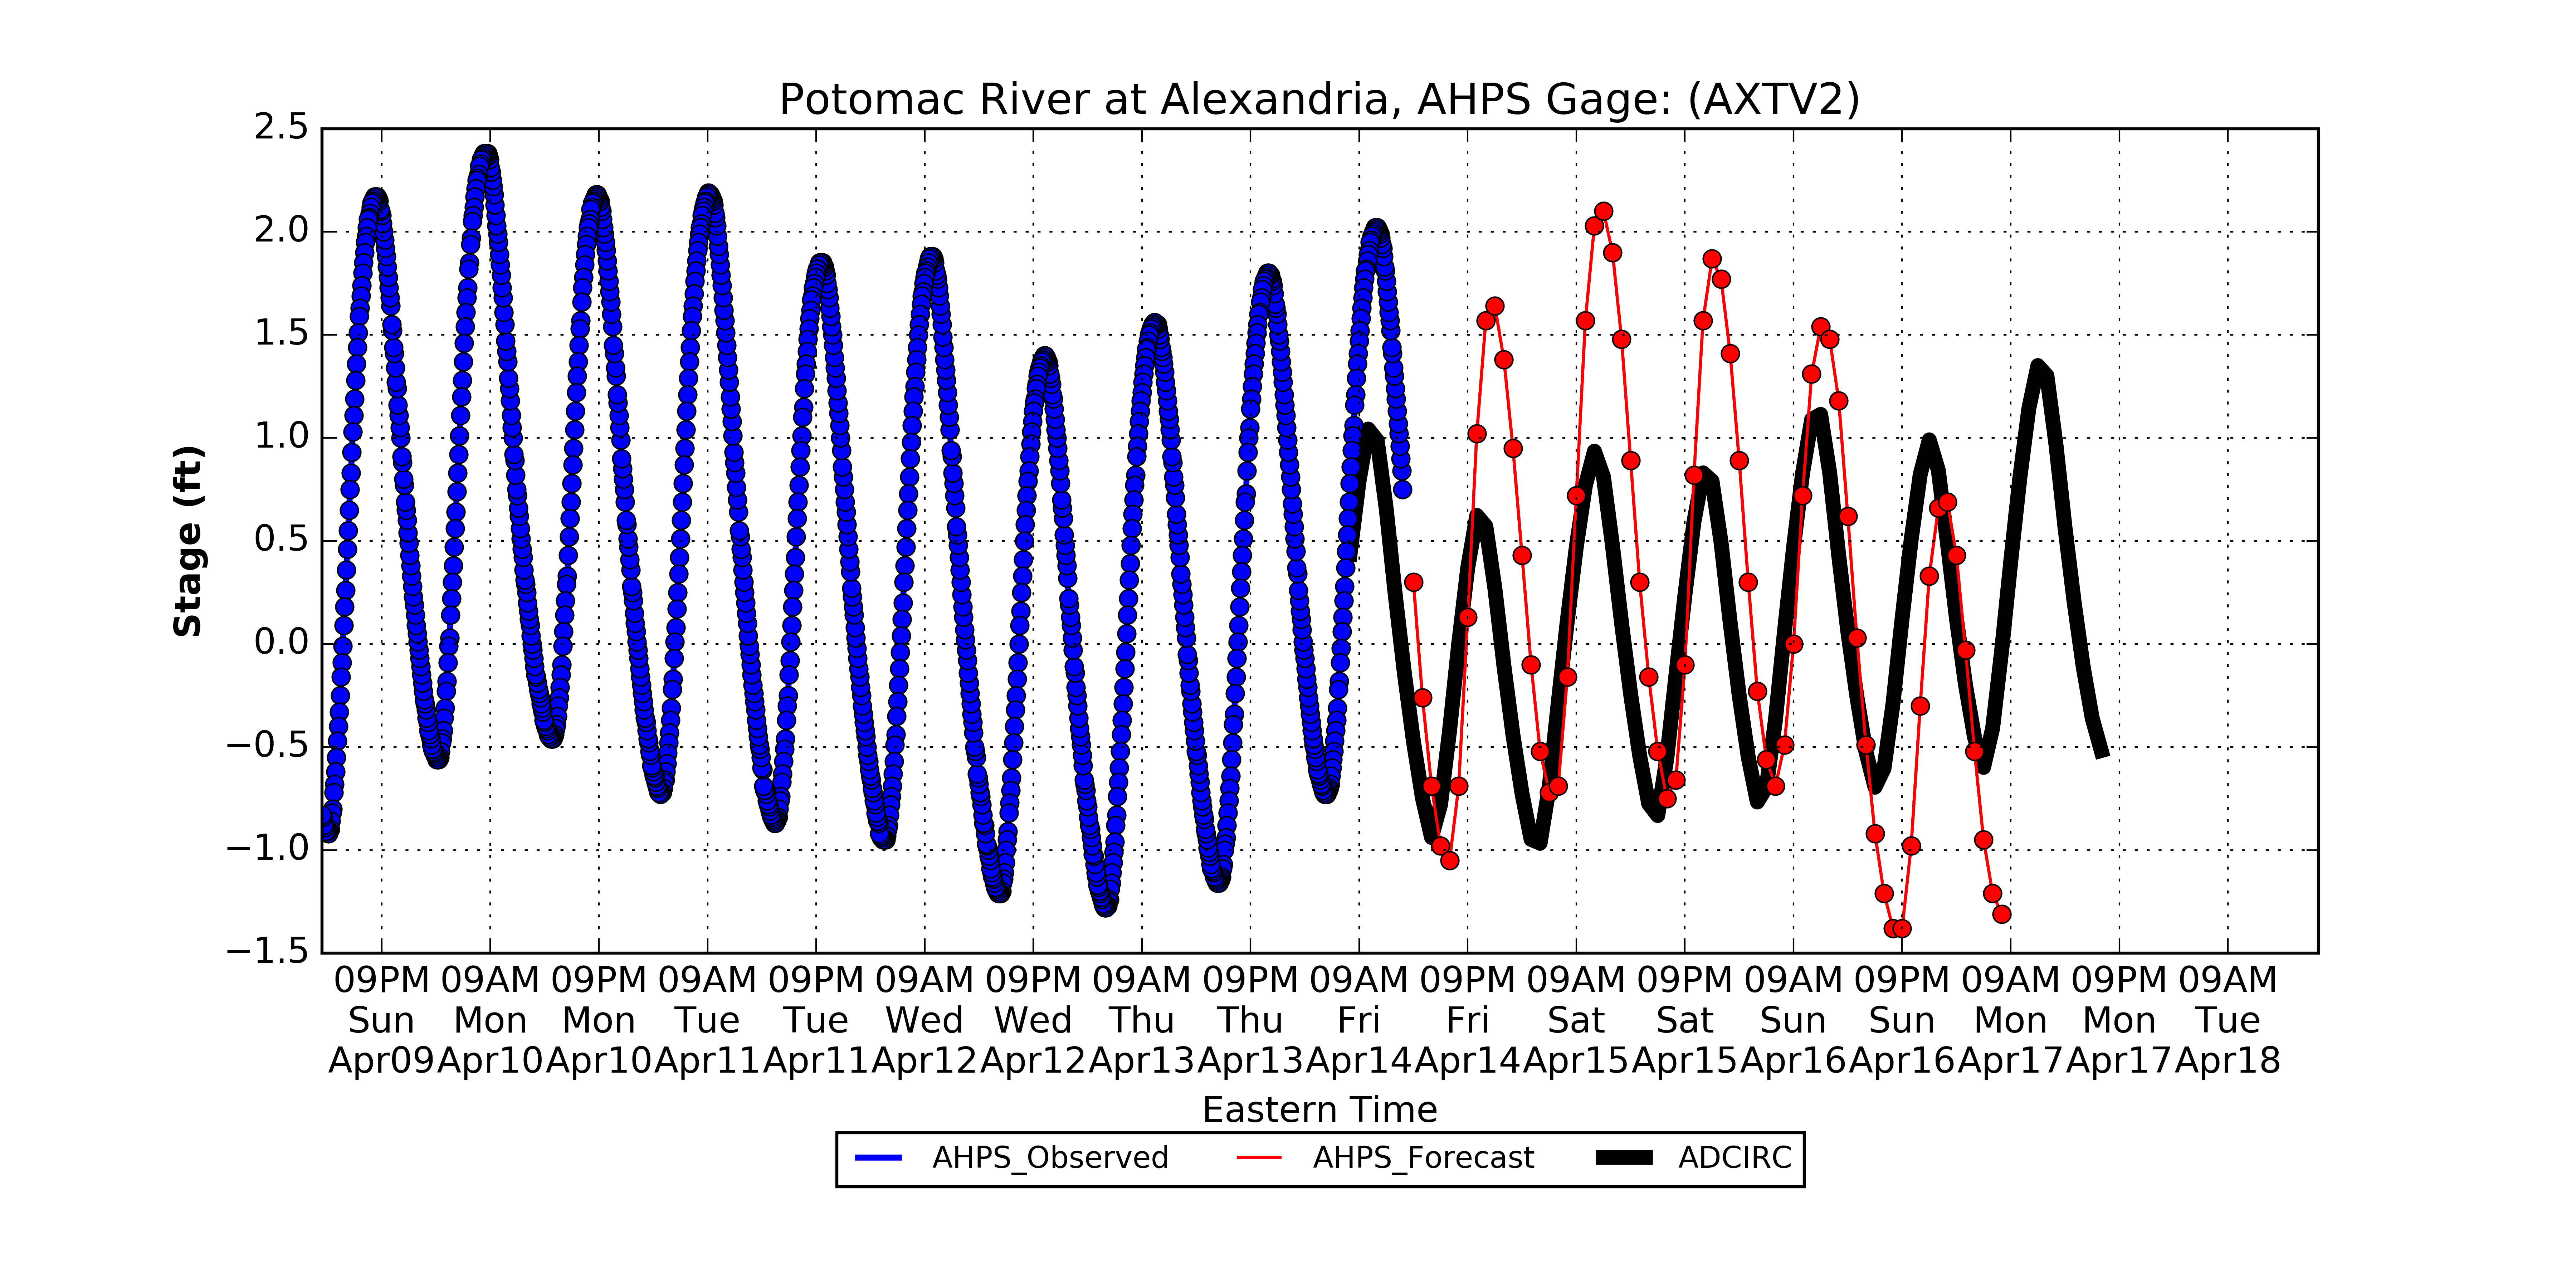 Potomac River at Alexandria, AHPS Gage: (AXTV2)
2.5
2.0
1.5
1.0
0.5
0.0
−0.5
−1.0
−1.5
Stage (ft)
09PM 09AM 09PM 09AM 09PM 09AM 09PM 09AM 09PM 09AM 09PM 09AM 09PM 09AM 09PM 09AM 09PM 09AM
Sun Mon Mon Tue Tue Wed Wed Thu Thu Fri Fri Sat Sat Sun Sun Mon Mon Tue
Apr09 Apr10 Apr10 Apr11 Apr11 Apr12 Apr12 Apr13 Apr13 Apr14 Apr14 Apr15 Apr15 Apr16 Apr16 Apr17 Apr17 Apr18
Eastern Time
AHPS_Observed AHPS_Forecast ADCIRC